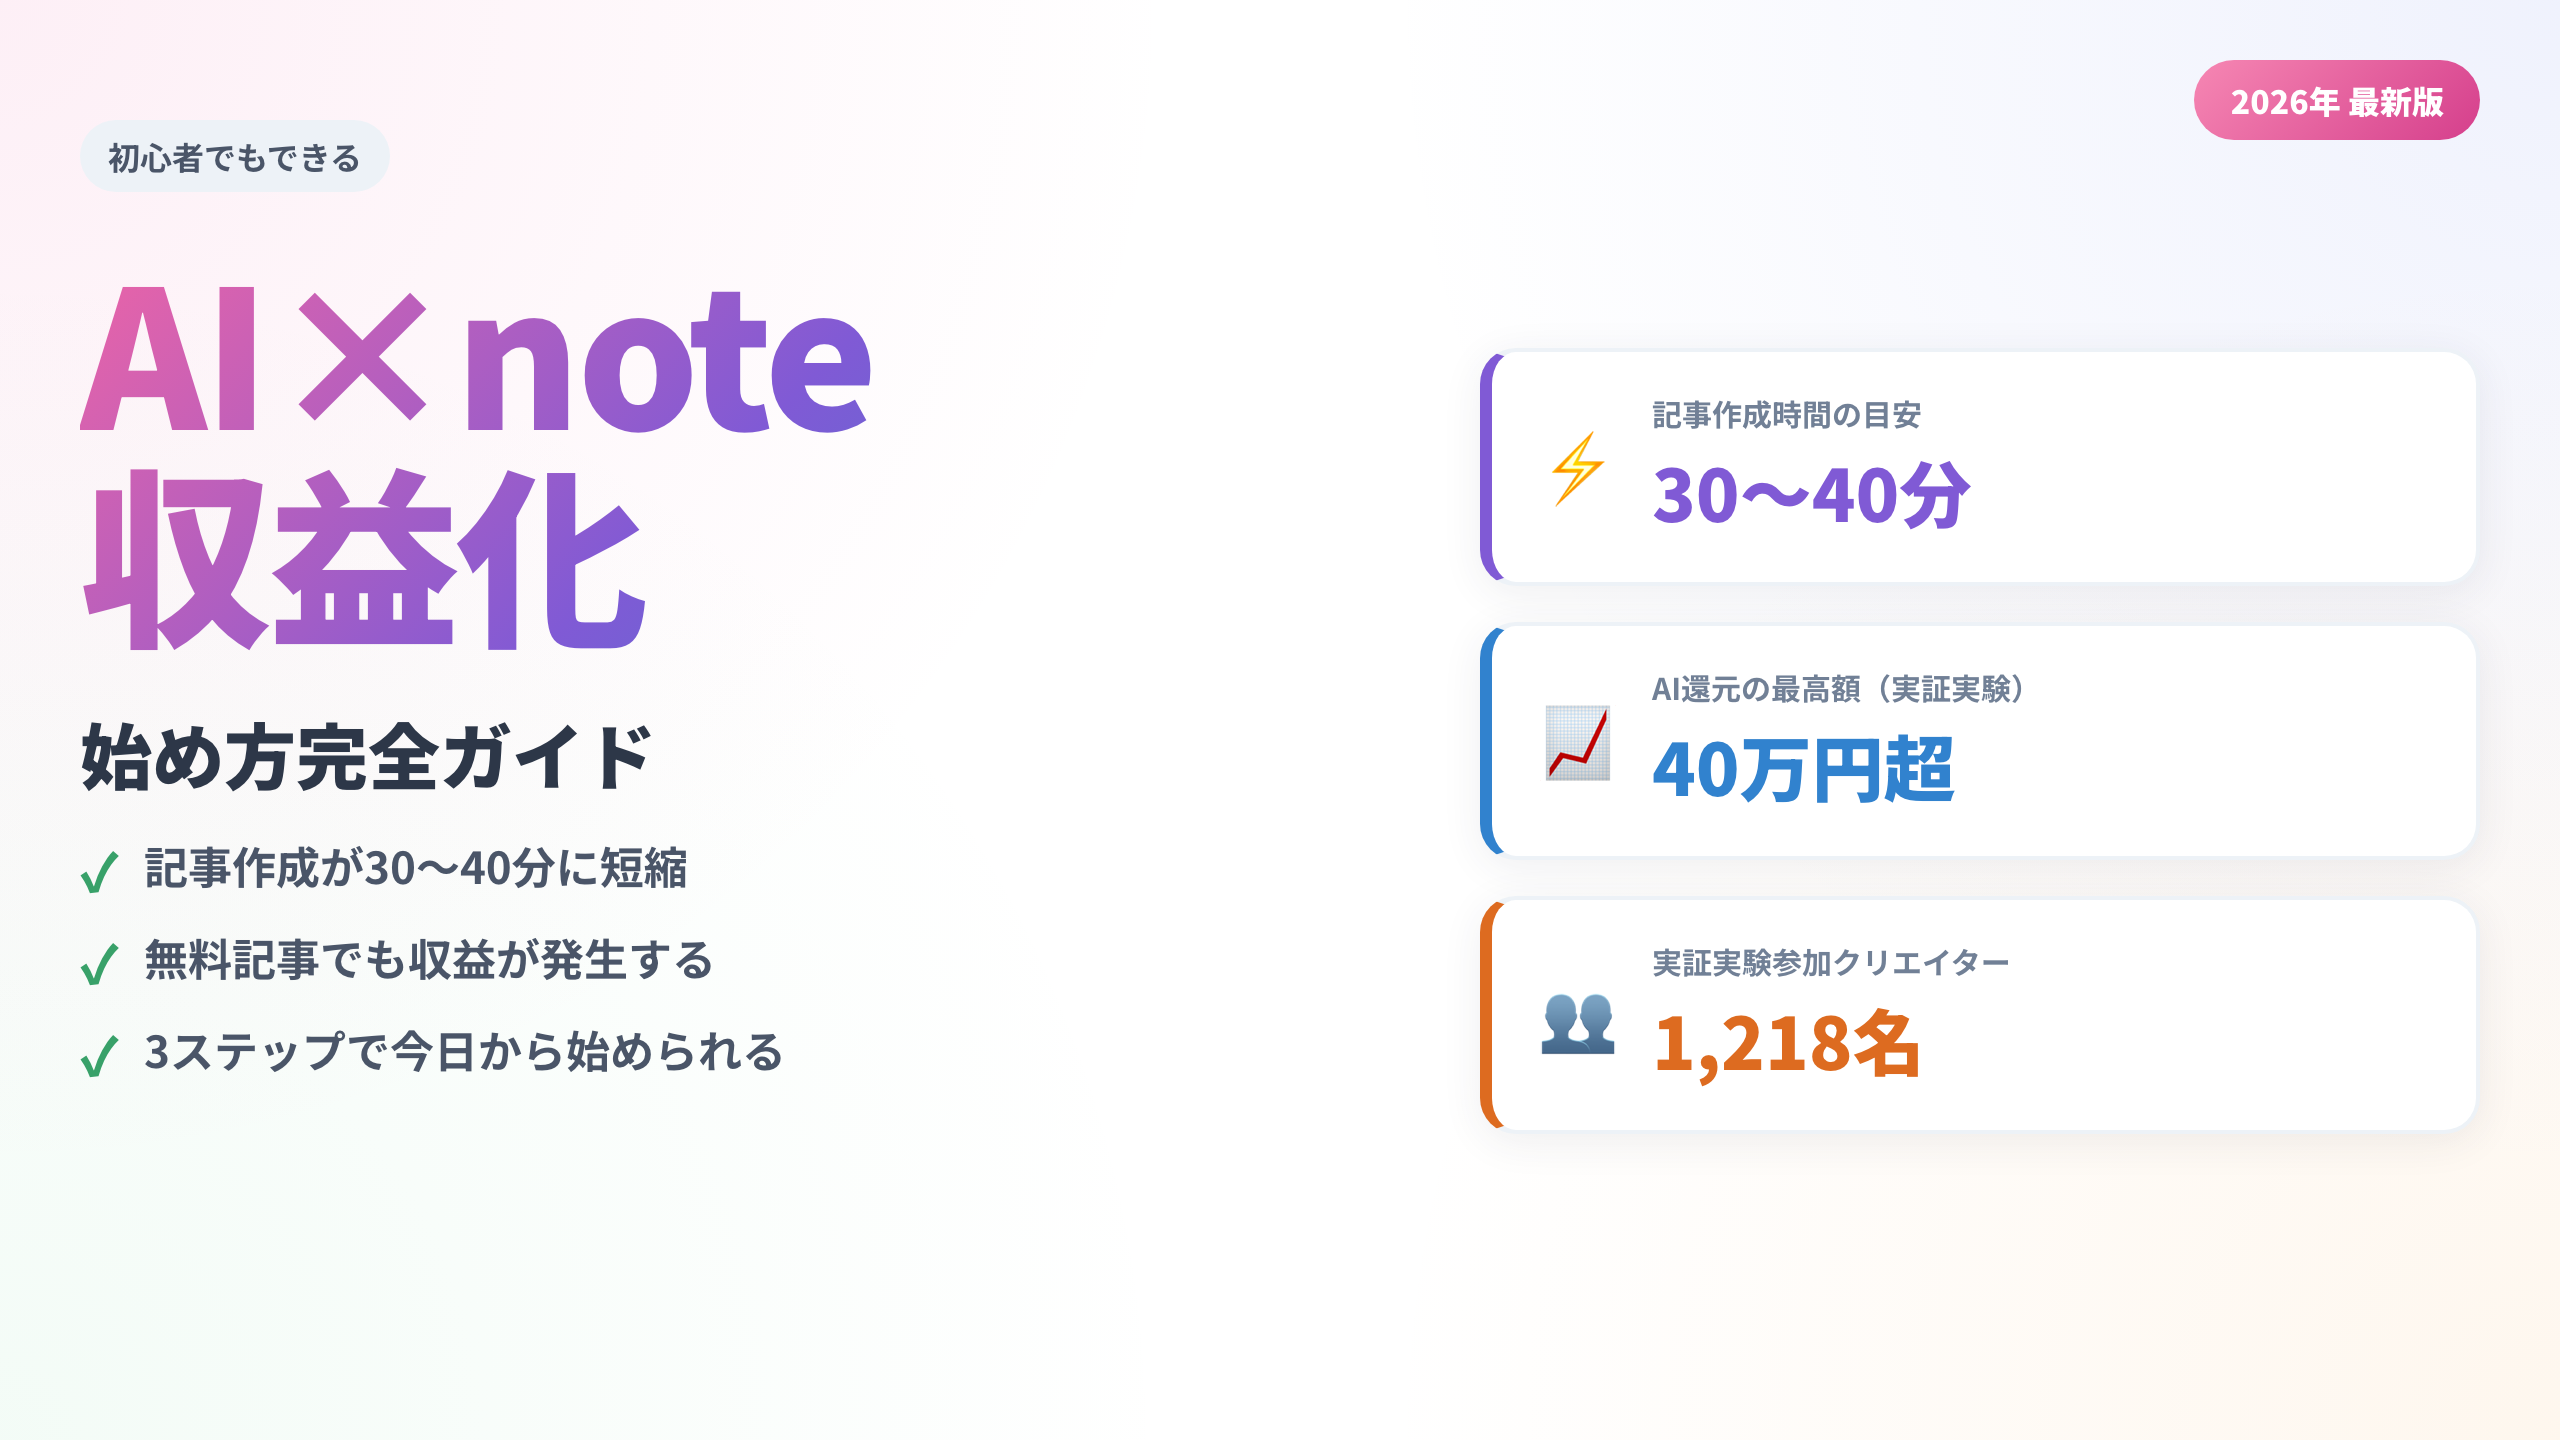 2026年 最新版
初心者でもできる
AI×note
収益化
始め方完全ガイド
✓ 記事作成が30〜40分に短縮
✓ 無料記事でも収益が発生する
✓ 3ステップで今日から始められる
記事作成時間の目安
30〜40分
AI還元の最高額（実証実験）
40万円超
実証実験参加クリエイター
1,218名